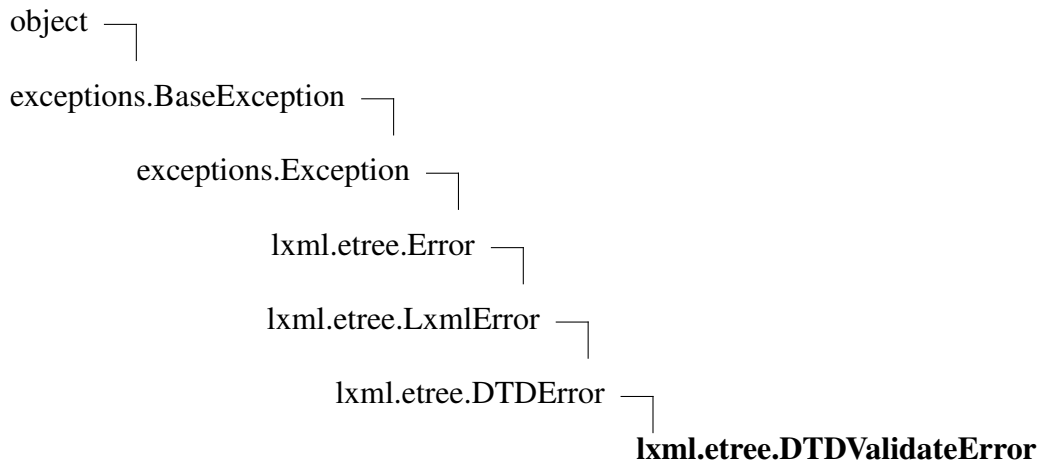 object
exceptions.BaseException
exceptions.Exception
lxml.etree.Error
lxml.etree.LxmlError
lxml.etree.DTDError
lxml.etree.DTDValidateError